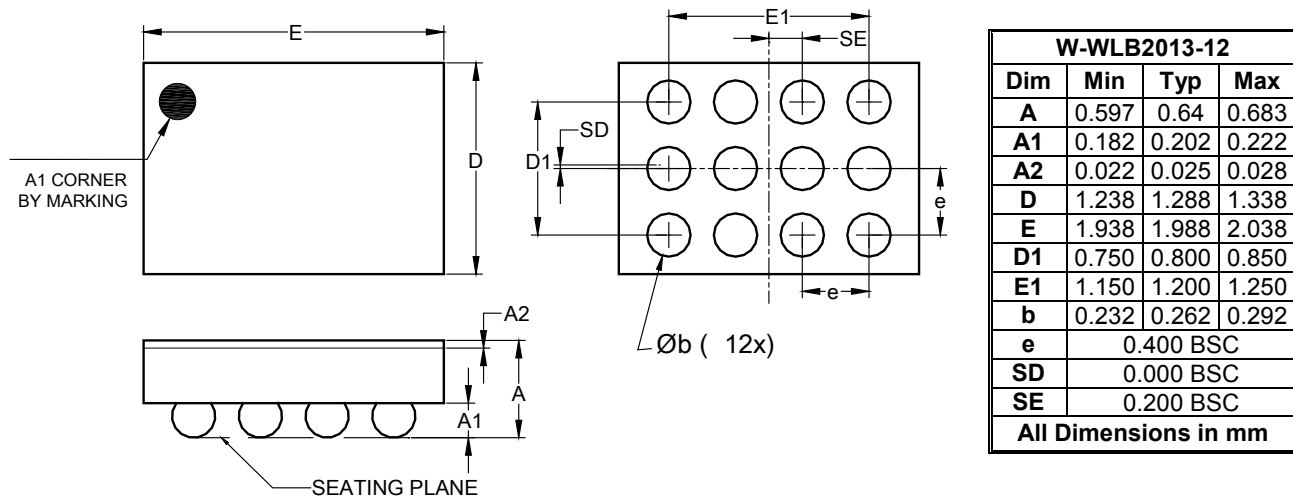 E
A1 CORNER
BY MARKING
D
E1
SE
SD
D1
e
e
Øb ( 12x)
A2
A
A1
SEATING PLANE
W-WLB2013-12
Dim Min Typ Max
A 0.597 0.64 0.683
A1 0.182 0.202 0.222
A2 0.022 0.025 0.028
D 1.238 1.288 1.338
E 1.938 1.988 2.038
D1 0.750 0.800 0.850
E1 1.150 1.200 1.250
b 0.232 0.262 0.292
e 0.400 BSC
SD 0.000 BSC
SE 0.200 BSC
All Dimensions in mm